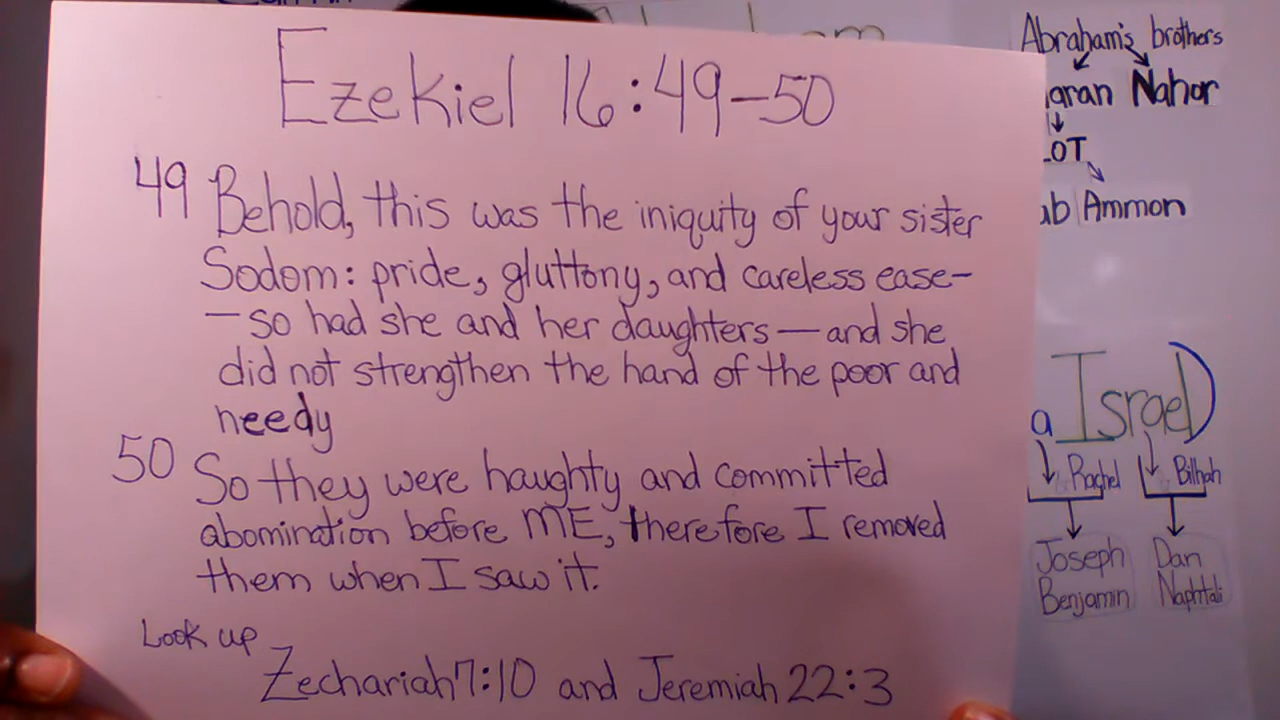 Ezekiel 16:49-50
49 Behold, this was the iniquity of your sister
Sodom: pride, gluttony, and careless ease-
-so had she and her daughters-and she
did not strengthen the hand of the poor and
needy
50 So they were haughty and committed
abomination before ME, therefore I removed
them when I saw it.
Look up
Zechariah 7:10 and Jeremiah 22:3
Abraham's brothers
Nahor
LOT
Ammon
Israel
Rachel
Bilhah
Joseph
Dan
Benjamin
Naphtali